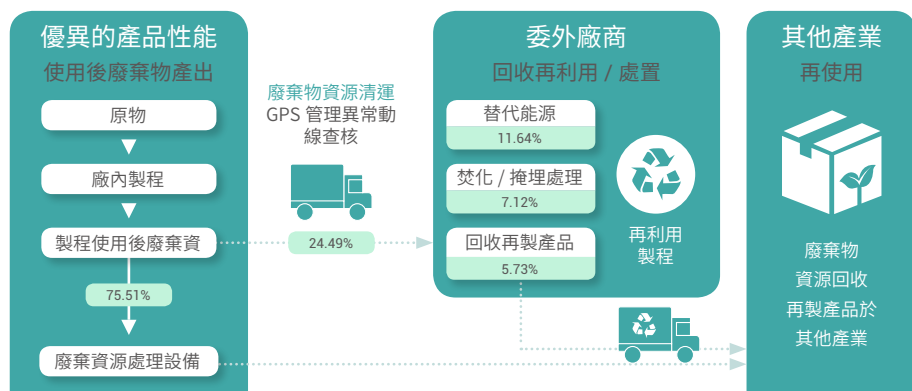 優異的產品性能
使用後廢棄物產出
原物
廠內製程
製程使用後廢棄資
75.51%
廢棄資源處理設備
廢棄物資源清運
GPS 管理異常動
線查核
24.49%
委外廠商
回收再利用 / 處置
替代能源
11.64%
焚化 / 掩埋處理
7.12%
回收再製產品
5.73%
再利用
製程
其他產業
再使用
廢棄物
資源回收
再製產品於
其他產業